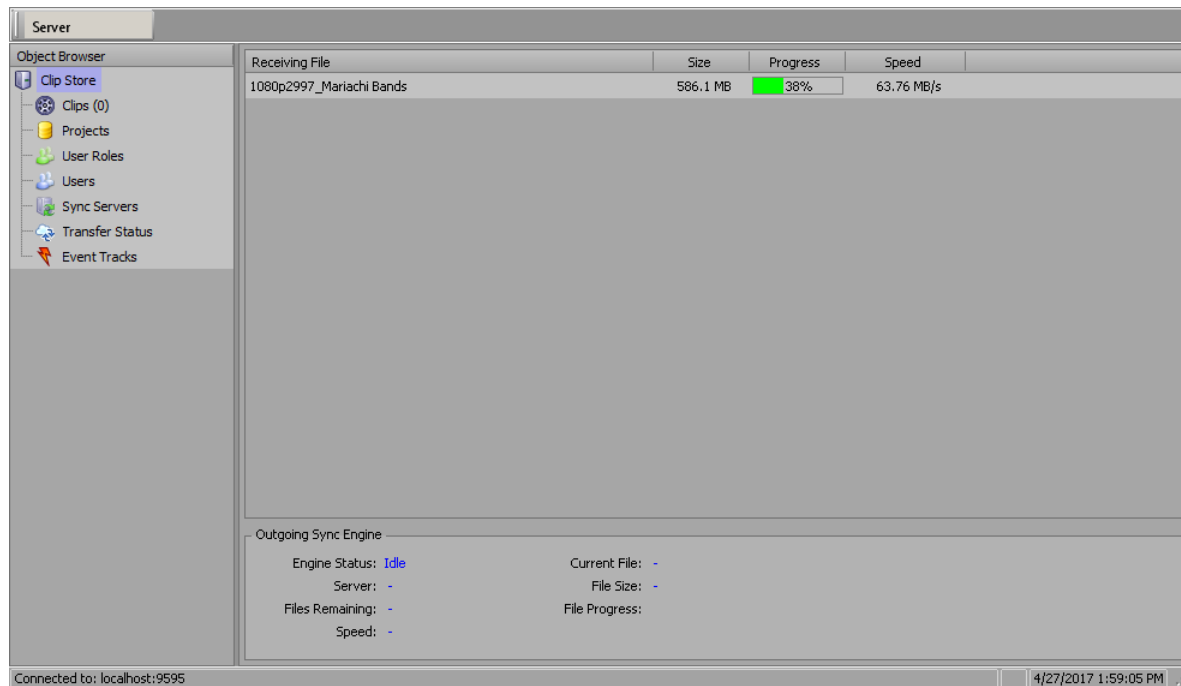 Server
Object Browser
Clip Store
Clips (0)
Projects
User Roles
Users
Sync Servers
Transfer Status
Event Tracks
Receiving File Size Progress Speed
1080p2997_Mariachi Bands 586.1 MB 38% 63.76 MB/s
Outgoing Sync Engine
Engine Status: Idle Current File: -
Server: - File Size: -
Files Remaining: - File Progress:
Speed: -
Connected to: localhost:9595 4/27/2017 1:59:05 PM